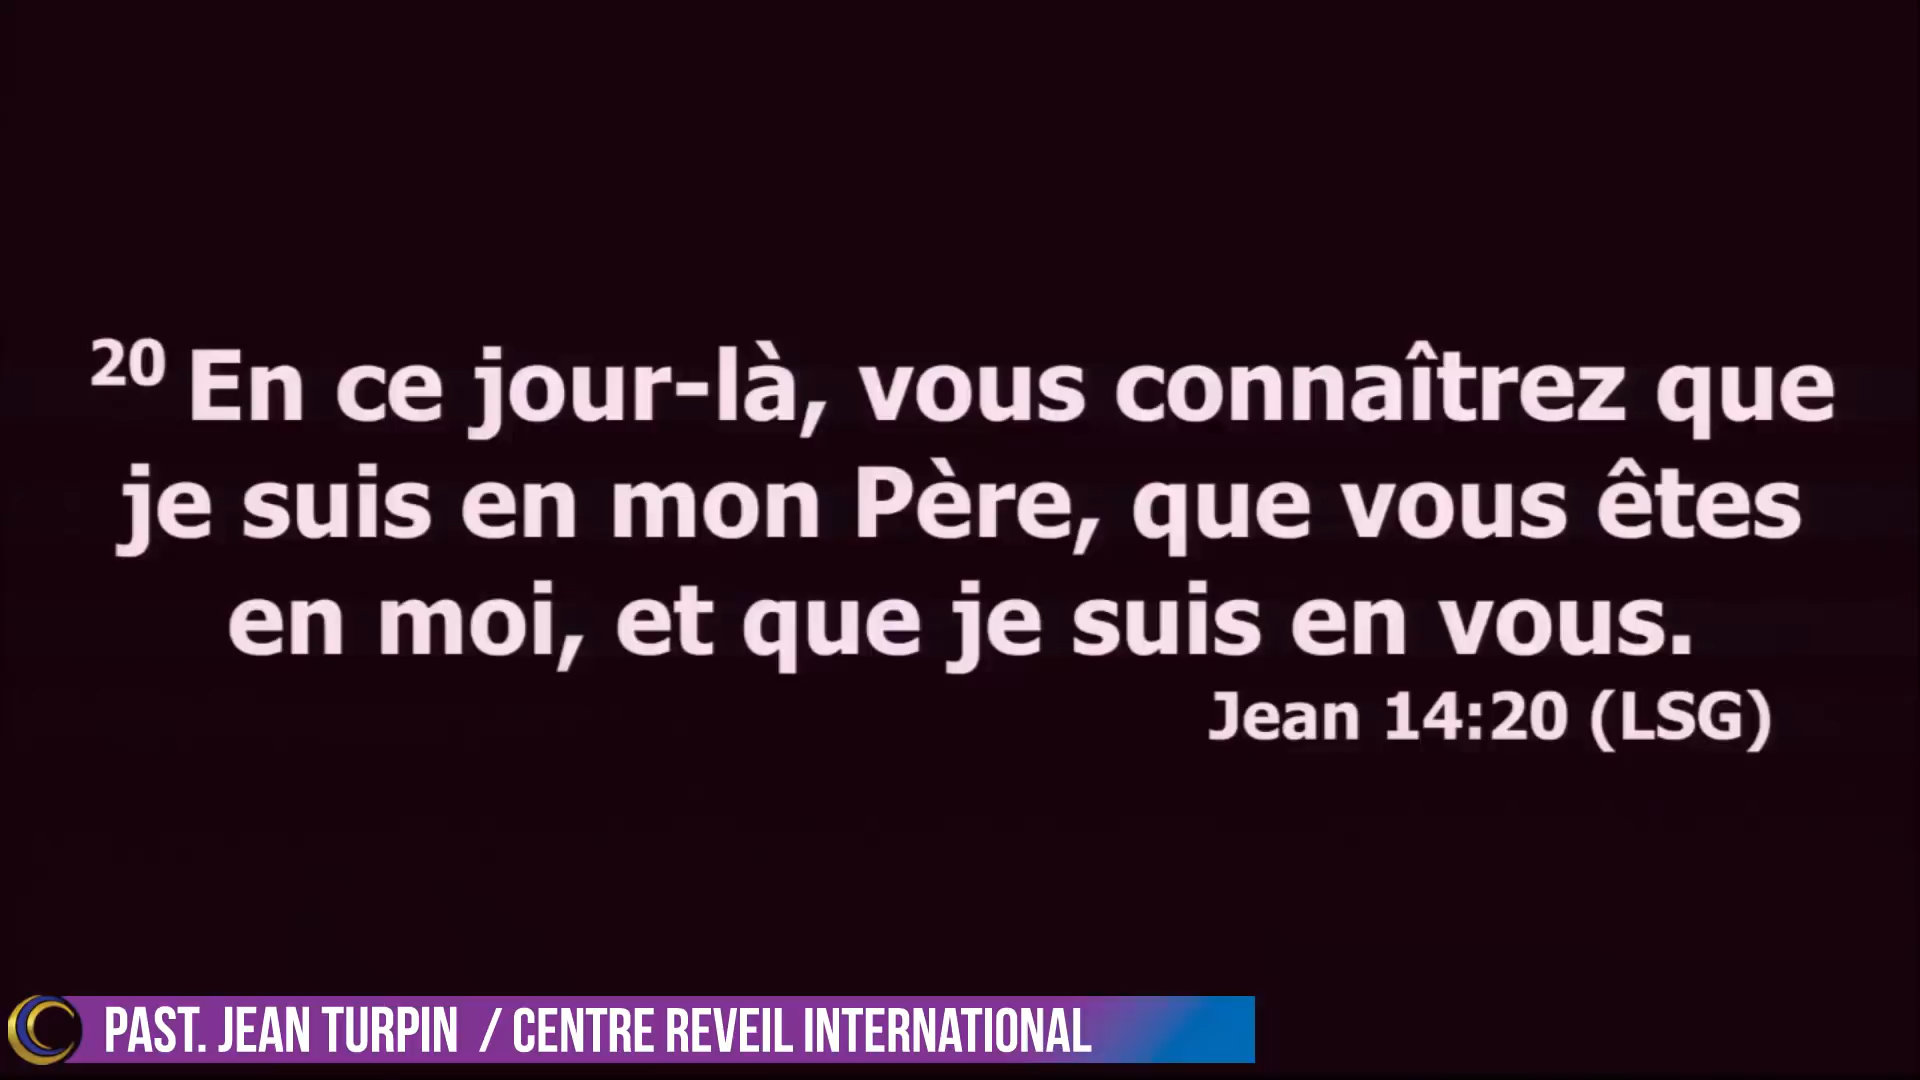 20 En ce jour-là, vous connaîtrez que
je suis en mon Père, que vous êtes
en moi, et que je suis en vous.
Jean 14:20 (LSG)
PAST. JEAN TURPIN / CENTRE REVEIL INTERNATIONAL